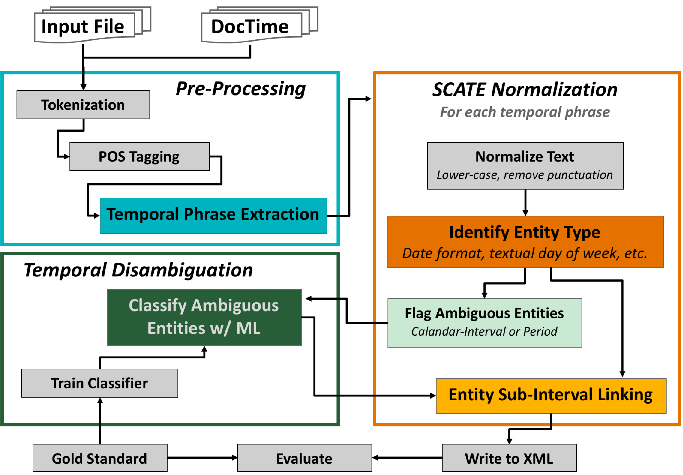 Input File
DocTime
Pre-Processing
Tokenization
POS Tagging
Temporal Phrase Extraction
SCATE Normalization
For each temporal phrase
Normalize Text
Lower-case, remove punctuation
Identify Entity Type
Date format, textual day of week, etc.
Flag Ambiguous Entities
Calandar-Interval or Period
Entity Sub-Interval Linking
Temporal Disambiguation
Classify Ambiguous
Entities w/ ML
Train Classifier
Gold Standard
Evaluate
Write to XML